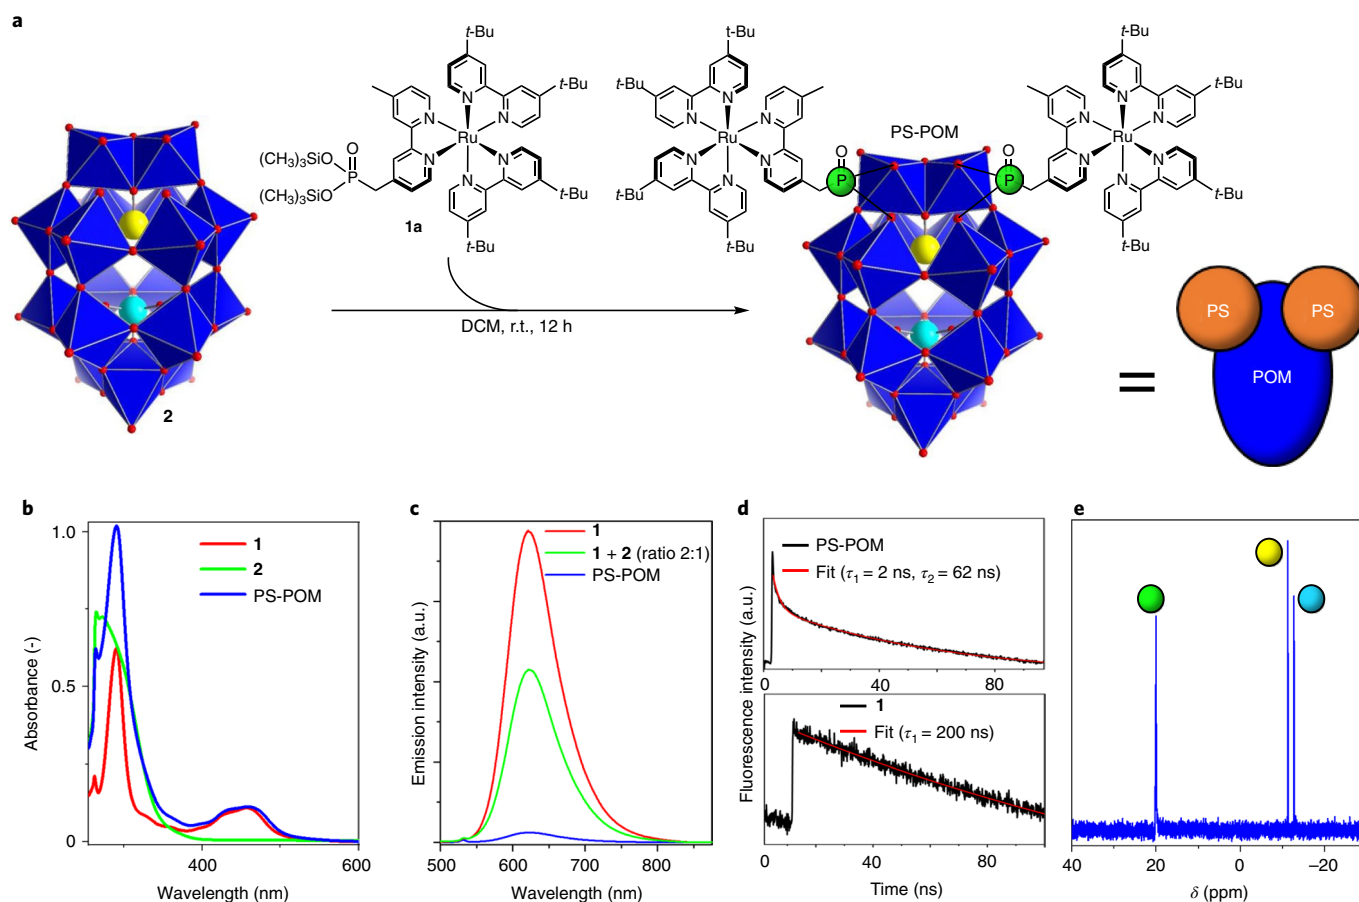 a
t-Bu
t-Bu
t-Bu
t-Bu
N
N
N
N
N
N
Ru
O
(CH3)3SiO
(CH3)3SiO
P
1a
2
DCM, r.t., 12 h
PS-POM
t-Bu
t-Bu
t-Bu
t-Bu
N
N
N
N
N
N
Ru
O
P
O
P
t-Bu
t-Bu
t-Bu
t-Bu
N
N
N
N
N
N
Ru
=
PS
PS
POM
b
1
2
PS-POM
1.0
0.5
0
400
600
Absorbance (-)
Wavelength (nm)
c
1
1 + 2 (ratio 2:1)
PS-POM
500
600
700
800
Emission intensity (a.u.)
Wavelength (nm)
d
PS-POM
Fit (τ1 = 2 ns, τ2 = 62 ns)
0
40
80
1
Fit (τ1 = 200 ns)
0
40
80
Fluorescence intensity (a.u.)
Time (ns)
e
40
20
0
–20
δ (ppm)